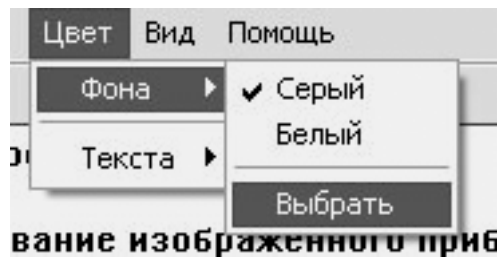 Цвет Вид Помощь
Фона
Серый
Белый
Текста
Выбрать
вание изображенного приб